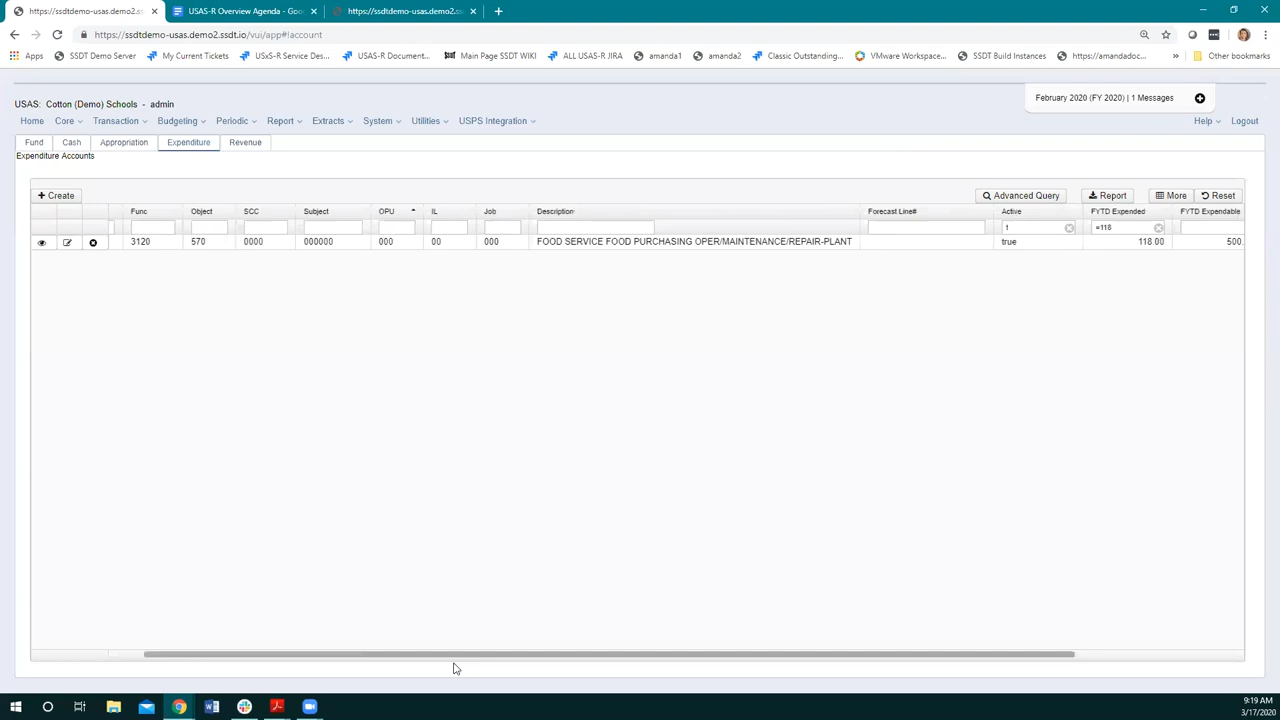 https://ssdtdemo-usas.demo2.s: USAS-R Overview Agenda - Goo https://ssdtdemo-usas.demo2.ss
https://ssdtdemo-usas.demo2.ssdt.io/vui/app#!account
Apps SSDT Demo Server My Current Tickets USxS-R Service Des... USAS-R Document... Main Page SSDT WIKI ALL USAS-R JIRA amanda1 amanda2 Classic Outstanding... VMware Workspace... SSDT Build Instances https://amandadoc... » Other bookmarks
USAS: Cotton (Demo) Schools - admin
February 2020 (FY 2020) | 1 Messages
Home Core Transaction Budgeting Periodic Report Extracts System Utilities USPS Integration Help Logout
Fund Cash Appropriation Expenditure Revenue
Expenditure Accounts
Create Advanced Query Report More Reset
Func Object SCC Subject OPU IL Job Description Forecast Line# Active FYTD Expended FYTD Expendable
t =118
3120 570 0000 000000 000 00 000 FOOD SERVICE FOOD PURCHASING OPER/MAINTENANCE/REPAIR-PLANT true 118.00 500.
9:19 AM
3/17/2020